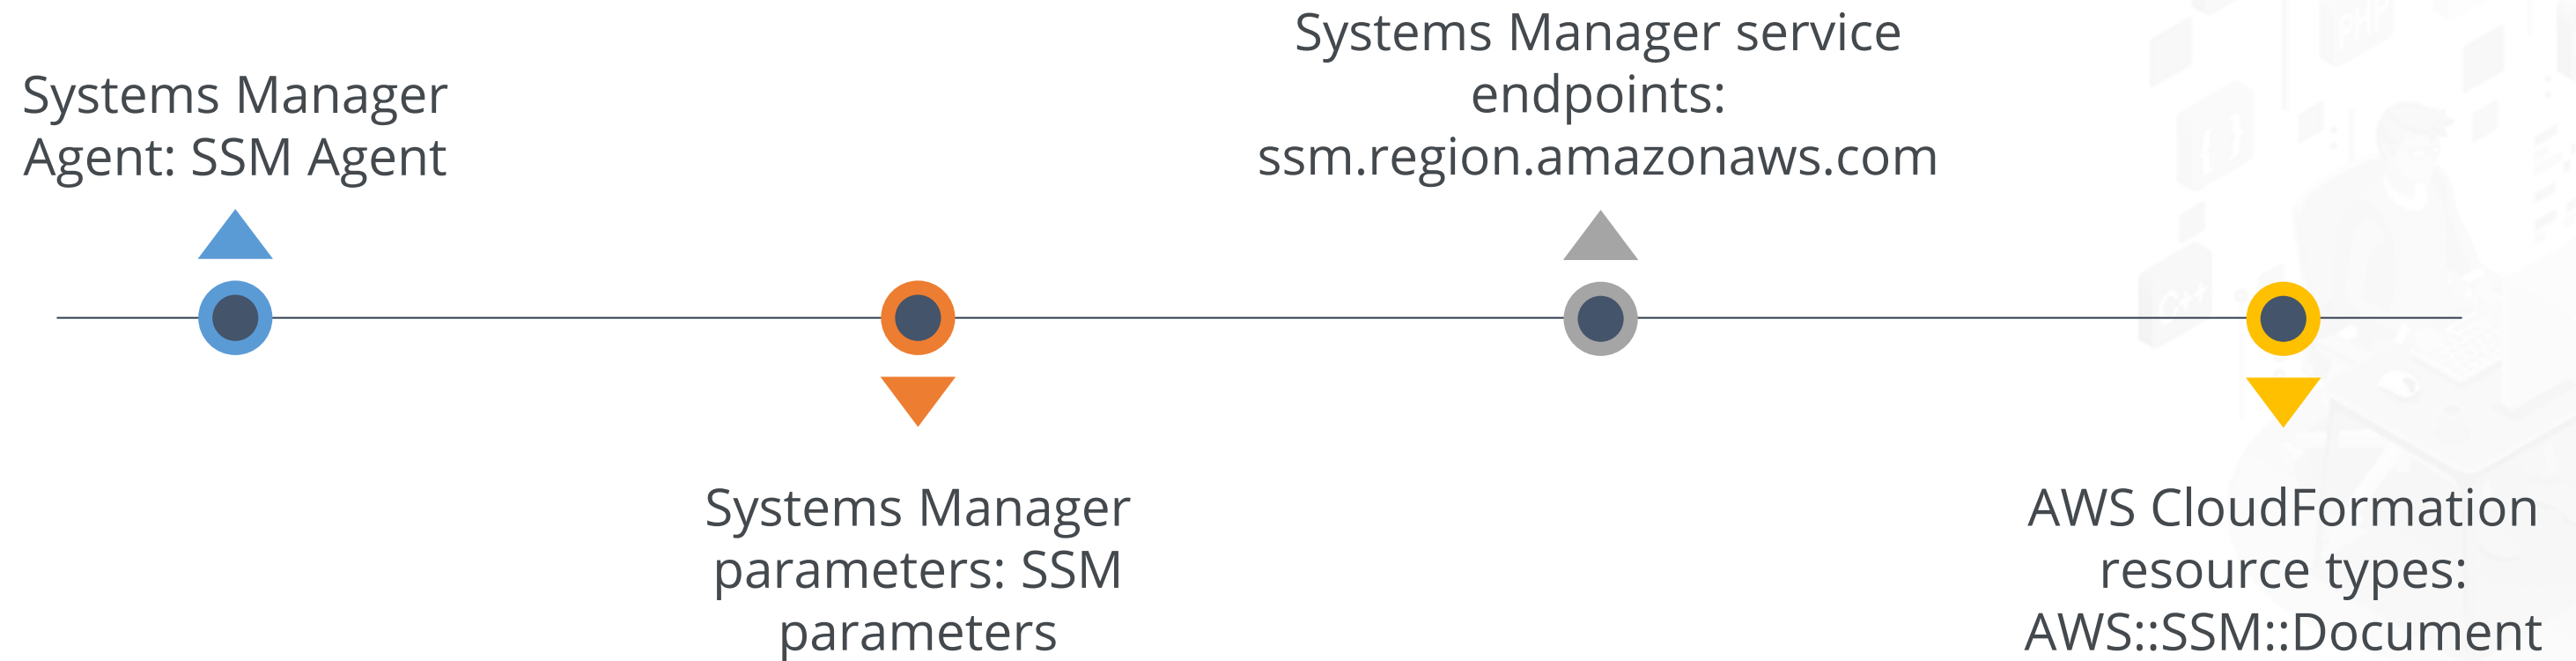 Systems Manager
Agent: SSM Agent
Systems Manager
parameters: SSM
parameters
Systems Manager service
endpoints:
ssm.region.amazonaws.com
AWS CloudFormation
resource types:
AWS::SSM::Document
PHP
{ }
C++